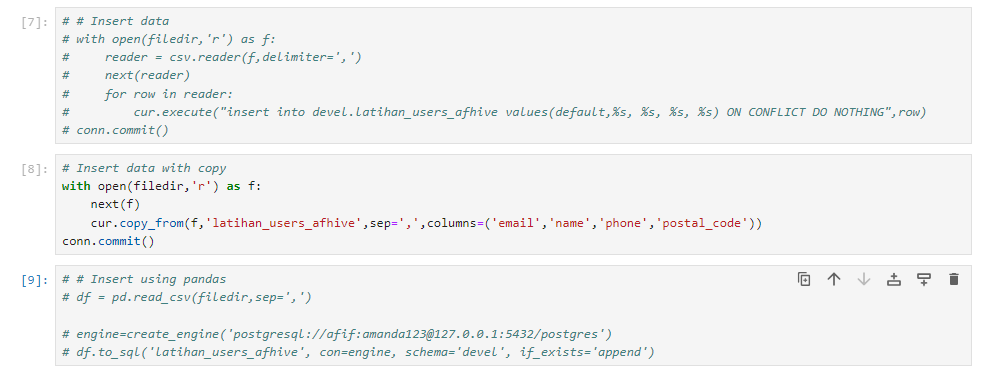 [7]: # # Insert data
# with open(filedir,'r') as f:
#     reader = csv.reader(f,delimiter=',')
#     next(reader)
#     for row in reader:
#         cur.execute("insert into devel.latihan_users_afhive values(default,%s, %s, %s, %s) ON CONFLICT DO NOTHING",row)
# conn.commit()
[8]: # Insert data with copy
with open(filedir,'r') as f:
    next(f)
    cur.copy_from(f,'latihan_users_afhive',sep=',',columns=('email','name','phone','postal_code'))
conn.commit()
[9]: # # Insert using pandas
# df = pd.read_csv(filedir,sep=',')
# engine=create_engine('postgresql://afif:amanda123@127.0.0.1:5432/postgres')
# df.to_sql('latihan_users_afhive', con=engine, schema='devel', if_exists='append')